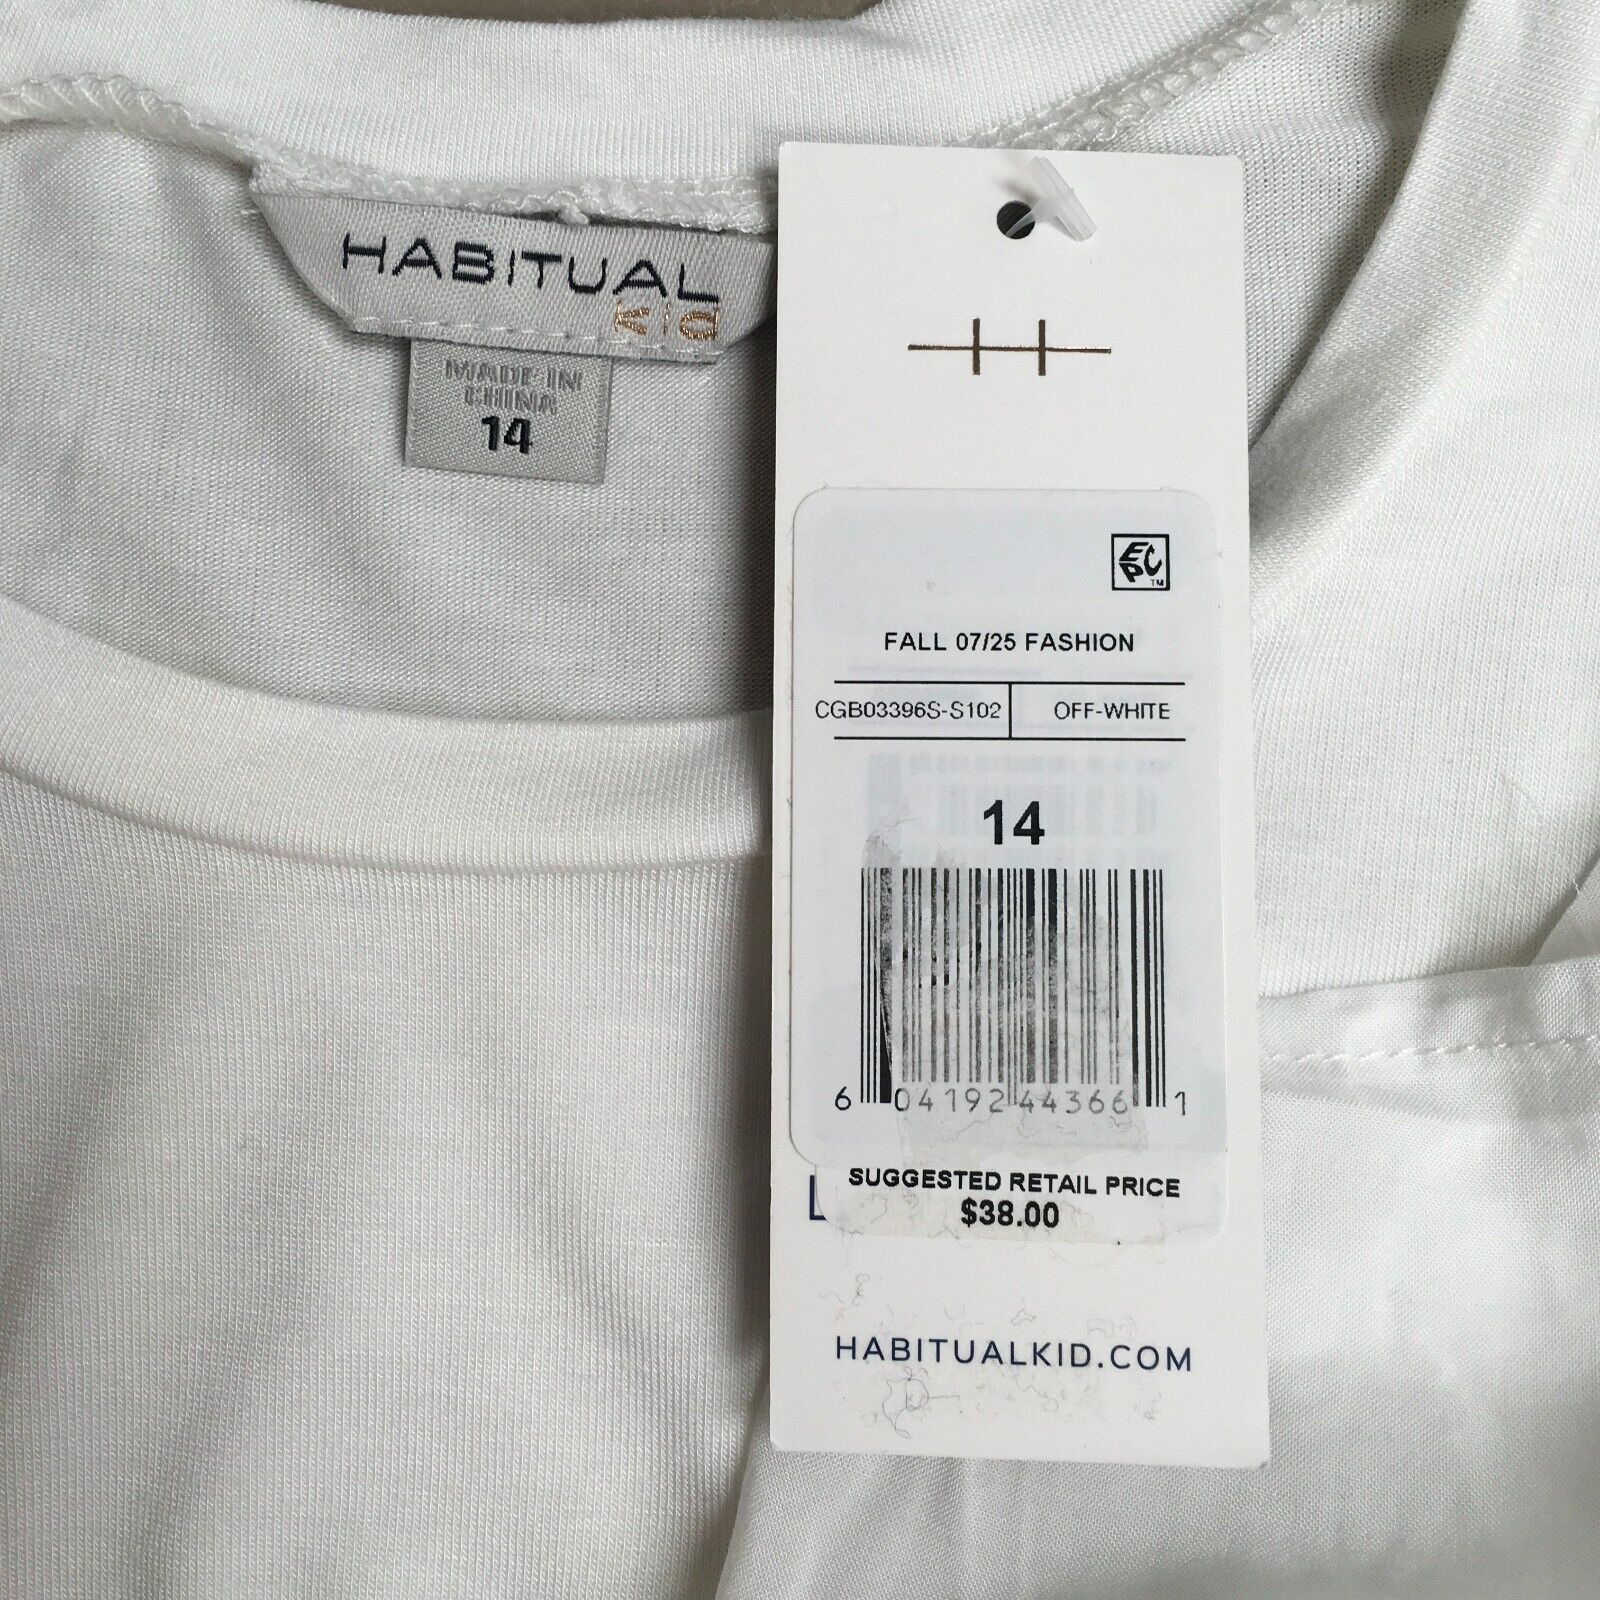 HABITUAL
kid
MADE IN
CHINA
14
H
EPC™
FALL 07/25 FASHION
CGB03396S-S102 OFF-WHITE
14
6 04192 44366 1
SUGGESTED RETAIL PRICE
$38.00
HABITUALKID.COM